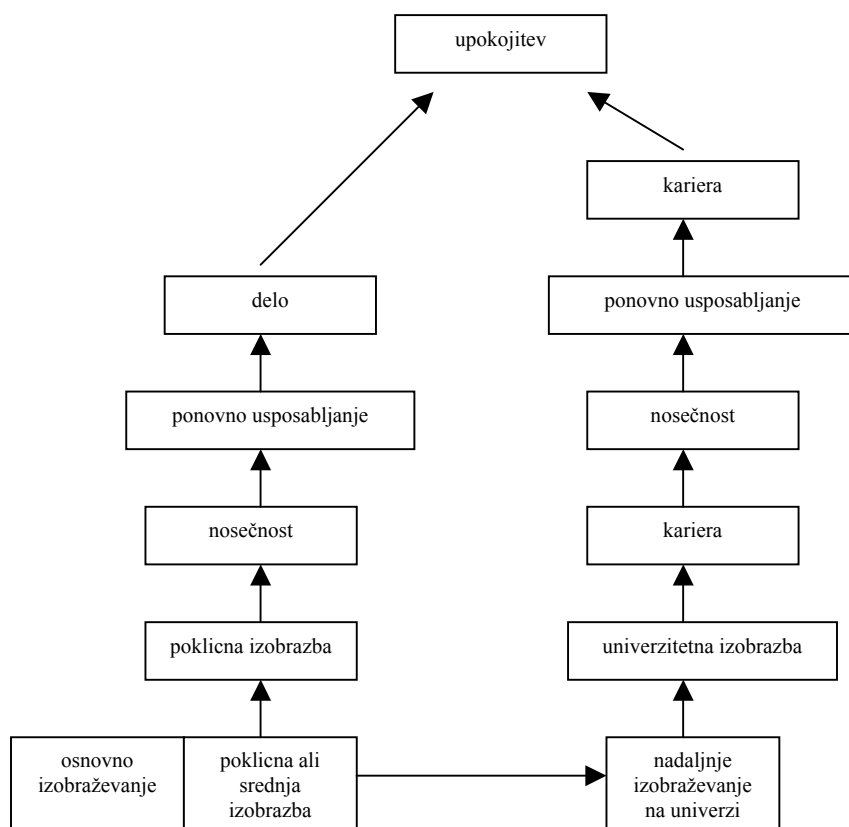 upokojitev
kariera
delo
ponovno usposabljanje
ponovno usposabljanje
nosečnost
nosečnost
kariera
poklicna izobrazba
univerzitetna izobrazba
osnovno
izobraževanje
poklicna ali
srednja
izobrazba
nadaljnje
izobraževanje
na univerzi